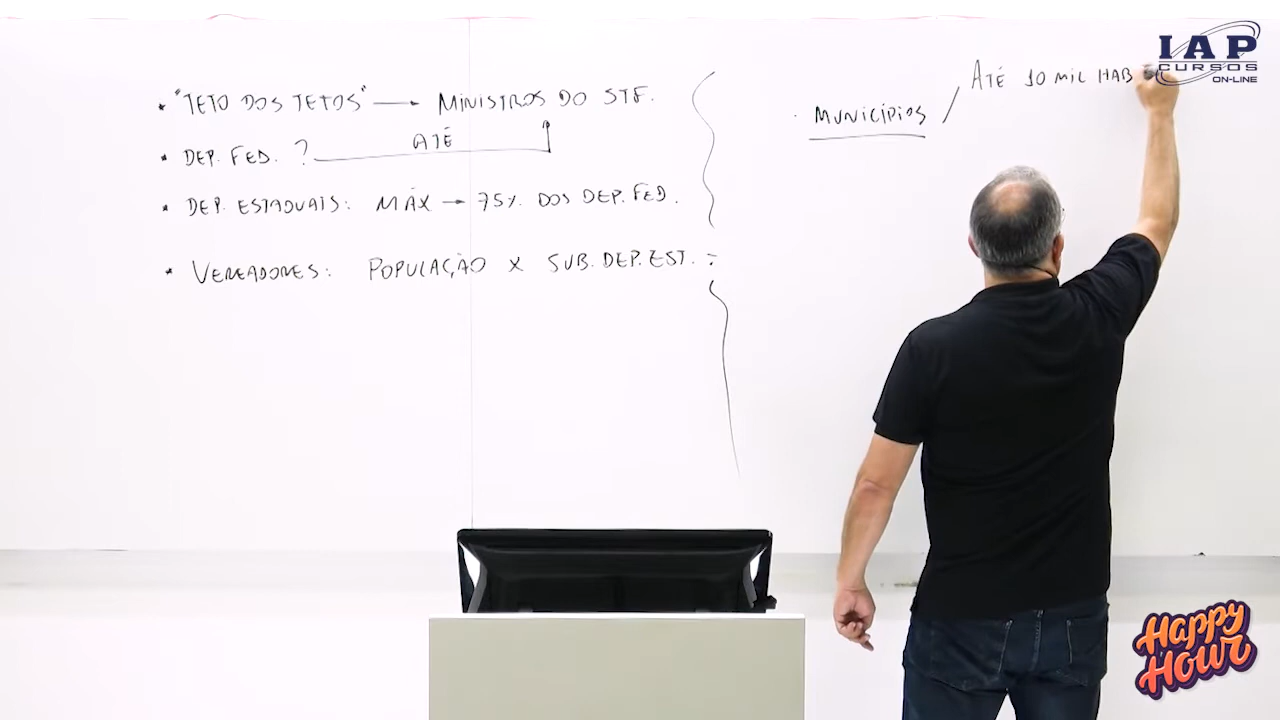 • "TETO DOS TETOS" → MINISTROS DO STF.
• DEP. FED. ? ATÉ
• DEP. ESTADUAIS: MÁX → 75% DOS DEP. FED.
• VEREADORES: POPULAÇÃO X SUB. DEP. EST. :
• MUNICÍPIOS /
ATÉ 10 MIL HAB
IAP
CURSOS
ON-LINE
Happy
Hour